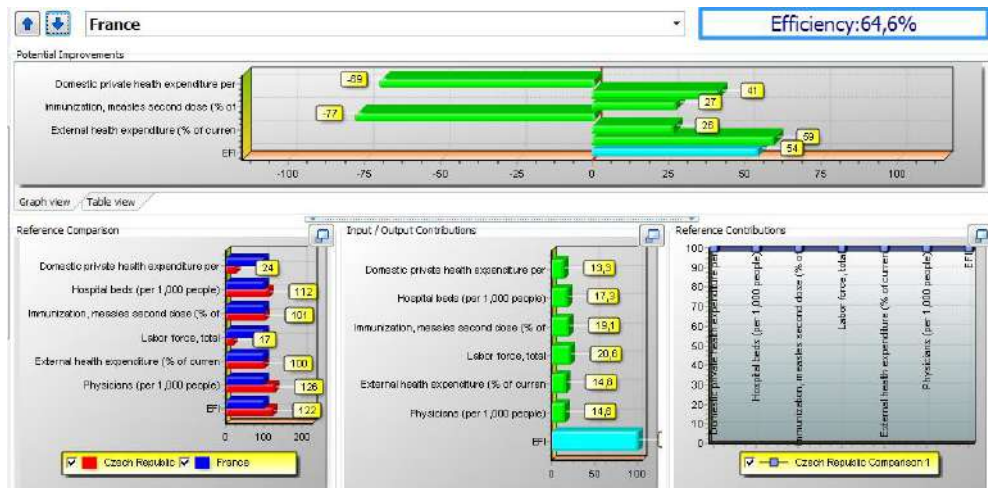 France
Efficiency:64,6%
Potential Improvements
Domestic private health expenditure per
-69
41
Immunization, measles second dose (% of
27
-77
External health expenditure (% of curren
26
59
EFI
54
-100 -75 -50 -25 0 25 50 75 100
Graph view Table view
Reference Comparison
Domestic private health expenditure per
24
Hospital beds (per 1,000 people)
112
Immunization, measles second dose (% of
101
Labor force, total
17
External health expenditure (% of curren
100
Physicians (per 1,000 people)
126
EFI
122
0 100 200
Czech Republic France
Input / Output Contributions
Domestic private health expenditure per
13,3
Hospital beds (per 1,000 people)
17,3
Immunization, measles second dose (% of
19,1
Labor force, total
20,6
External health expenditure (% of curren
14,8
Physicians (per 1,000 people)
14,8
EFI
0 50 100
Reference Contributions
100
90
80
70
60
50
40
30
20
10
0
Domestic private health expenditure per
Hospital beds (per 1,000 people)
Immunization, measles second dose (% of
Labor force, total
External health expenditure (% of curren
Physicians (per 1,000 people)
EFI
Czech Republic Comparison 1